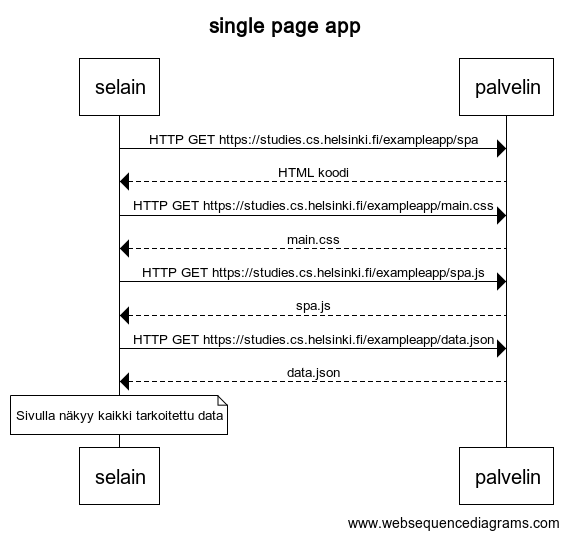 single page app
selain palvelin
HTTP GET https://studies.cs.helsinki.fi/exampleapp/spa
HTML koodi
HTTP GET https://studies.cs.helsinki.fi/exampleapp/main.css
main.css
HTTP GET https://studies.cs.helsinki.fi/exampleapp/spa.js
spa.js
HTTP GET https://studies.cs.helsinki.fi/exampleapp/data.json
data.json
Sivulla näkyy kaikki tarkoitettu data
selain palvelin
www.websequencediagrams.com